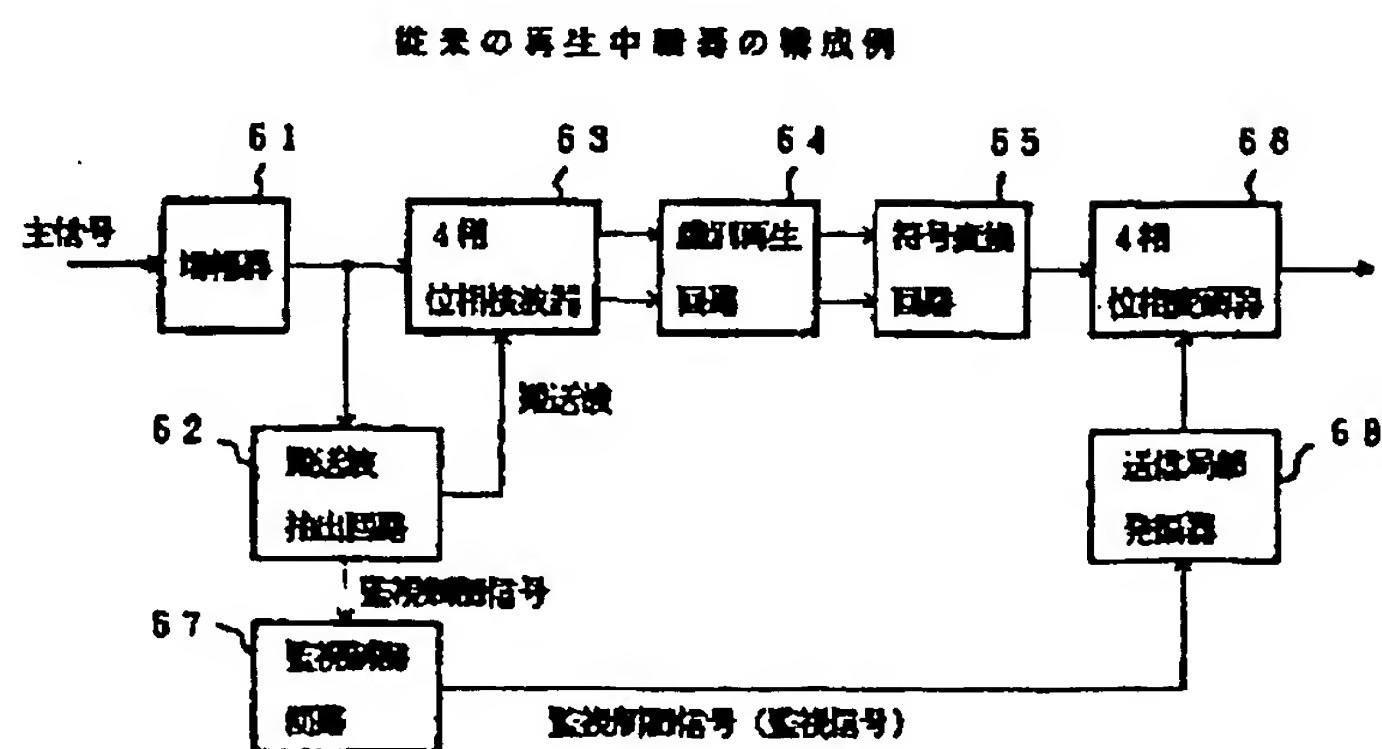 従来の再生中継器の構成例
61
63
64
65
68
主信号
増幅器
4相
位相検波器
識別再生
回路
符号変換
回路
4相
位相変調器
搬送波
62
搬送波
抽出回路
69
送信局部
発振器
監視制御信号
67
監視制御
回路
監視制御信号（監視信号）